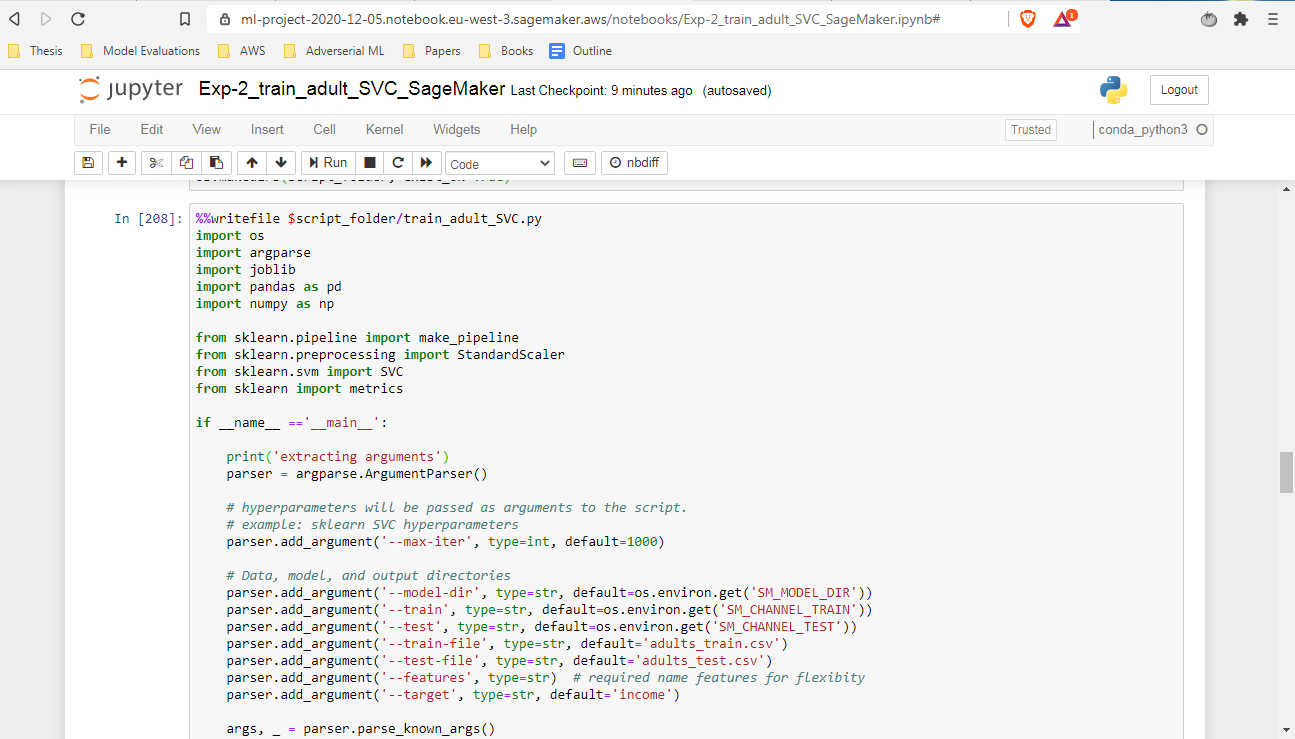 ml-project-2020-12-05.notebook.eu-west-3.sagemaker.aws/notebooks/Exp-2_train_adult_SVC_SageMaker.ipynb#
1
Thesis Model Evaluations AWS Adverserial ML Papers Books Outline
jupyter Exp-2_train_adult_SVC_SageMaker Last Checkpoint: 9 minutes ago (autosaved) Logout
File Edit View Insert Cell Kernel Widgets Help Trusted conda_python3
Run Code nbdiff
In [208]: %%writefile $script_folder/train_adult_SVC.py
import os
import argparse
import joblib
import pandas as pd
import numpy as np
from sklearn.pipeline import make_pipeline
from sklearn.preprocessing import StandardScaler
from sklearn.svm import SVC
from sklearn import metrics
if __name__ =='__main__':
print('extracting arguments')
parser = argparse.ArgumentParser()
# hyperparameters will be passed as arguments to the script.
# example: sklearn SVC hyperparameters
parser.add_argument('--max-iter', type=int, default=1000)
# Data, model, and output directories
parser.add_argument('--model-dir', type=str, default=os.environ.get('SM_MODEL_DIR'))
parser.add_argument('--train', type=str, default=os.environ.get('SM_CHANNEL_TRAIN'))
parser.add_argument('--test', type=str, default=os.environ.get('SM_CHANNEL_TEST'))
parser.add_argument('--train-file', type=str, default='adults_train.csv')
parser.add_argument('--test-file', type=str, default='adults_test.csv')
parser.add_argument('--features', type=str) # required name features for flexibity
parser.add_argument('--target', type=str, default='income')
args, _ = parser.parse_known_args()